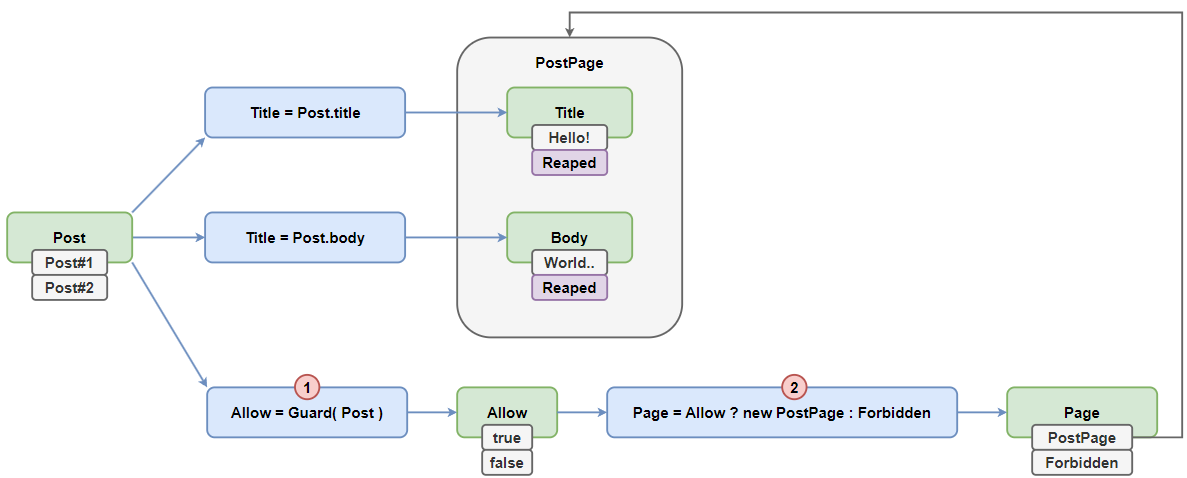 PostPage
Title = Post.title
Title
Hello!
Reaped
Post
Post#1
Post#2
Title = Post.body
Body
World..
Reaped
1
Allow = Guard( Post )
Allow
true
false
2
Page = Allow ? new PostPage : Forbidden
Page
PostPage
Forbidden